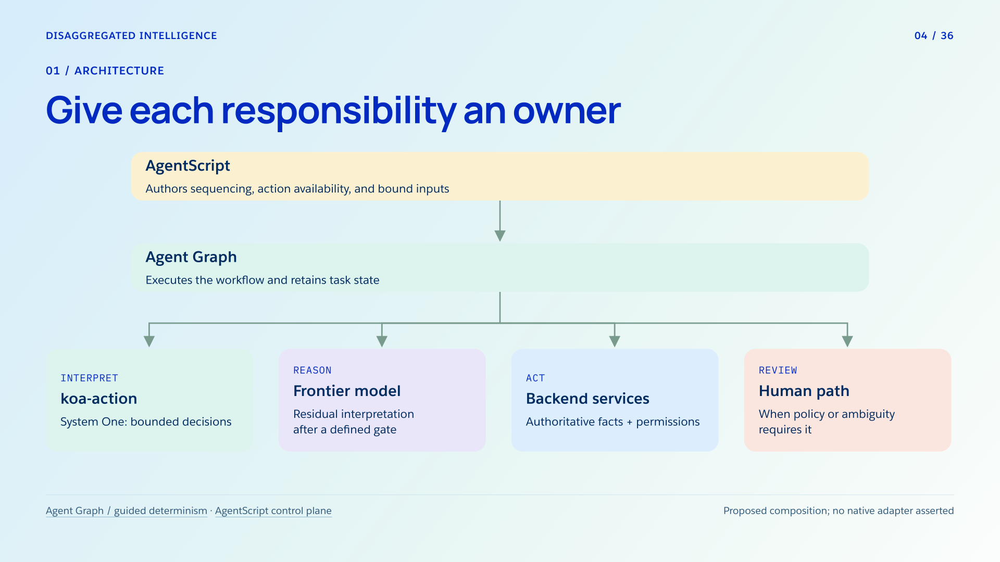 DISAGGREGATED INTELLIGENCE
04 / 36
01 / ARCHITECTURE
Give each responsibility an owner
AgentScript
Authors sequencing, action availability, and bound inputs
Agent Graph
Executes the workflow and retains task state
INTERPRET
koa-action
System One: bounded decisions
REASON
Frontier model
Residual interpretation
after a defined gate
ACT
Backend services
Authoritative facts + permissions
REVIEW
Human path
When policy or ambiguity
requires it
Agent Graph / guided determinism · AgentScript control plane
Proposed composition; no native adapter asserted